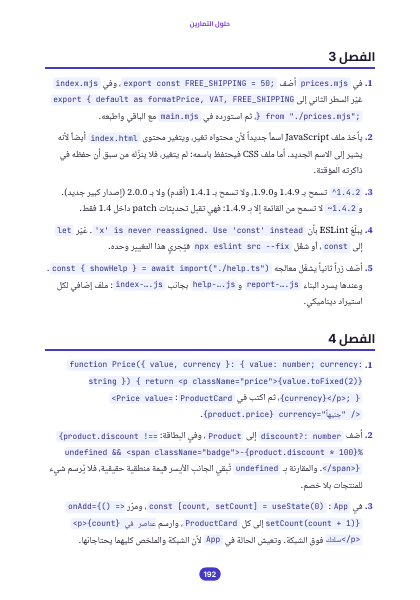 حلول التمارين
الفصل 3
1. في prices.mjs أضف export const FREE_SHIPPING = 50; ، وفي index.mjs
غيّر السطر الثاني إلى export { default as formatPrice, VAT, FREE_SHIPPING
} from "./prices.mjs"; ، ثم استورده في main.mjs مع الباقي واطبعه.
2. يأخذ ملف JavaScript اسماً جديداً لأن محتواه تغير، ويتغير محتوى index.html أيضاً لأنه
يشير إلى الاسم الجديد. أما ملف CSS فيحتفظ باسمه: لم يتغير، فلا ينزّله من سبق أن حفظه في
ذاكرته المؤقتة.
3. ^1.4.2 تسمح بـ 1.4.9 و1.9.0، ولا تسمح بـ 1.4.1 (أقدم) ولا بـ 2.0.0 (إصدار كبير جديد).
و ~1.4.2 لا تسمح من القائمة إلا بـ 1.4.9: فهي تقبل تحديثات patch داخل 1.4 فقط.
4. يبلّغ ESLint بأن 'x' is never reassigned. Use 'const' instead . غيّر let
إلى const ، أو شغّل npx eslint src --fix فيُجري هذا التغيير وحده.
5. أضف زراً ثانياً يشغّل معالجه const { showHelp } = await import("./help.ts") .
وعندها يسرد البناء report-….js و help-….js بجانب index-….js : ملف إضافي لكل
استيراد ديناميكي.
الفصل 4
1. function Price({ value, currency }: { value: number; currency:
string }) { return <p className="price">{value.toFixed(2)}
{currency}</p>; } ، ثم اكتب في ProductCard : <Price value=
{product.price} currency="جنيهاً" /> .
2. أضف discount?: number إلى Product ، وفي البطاقة: {product.discount !==
undefined && <span className="badge">-{product.discount * 100}%
</span>} . والمقارنة بـ undefined تُبقي الجانب الأيسر قيمة منطقية حقيقية، فلا يُرسم شيء
للمنتجات بلا خصم.
3. في App : const [count, setCount] = useState(0) ، ومرّر onAdd={() =>
setCount(count + 1)} إلى كل ProductCard ، وارسم <p>{count} عناصر في
سلتك</p> فوق الشبكة. وتعيش الحالة في App لأن الشبكة والملخص كليهما يحتاجانها.
192